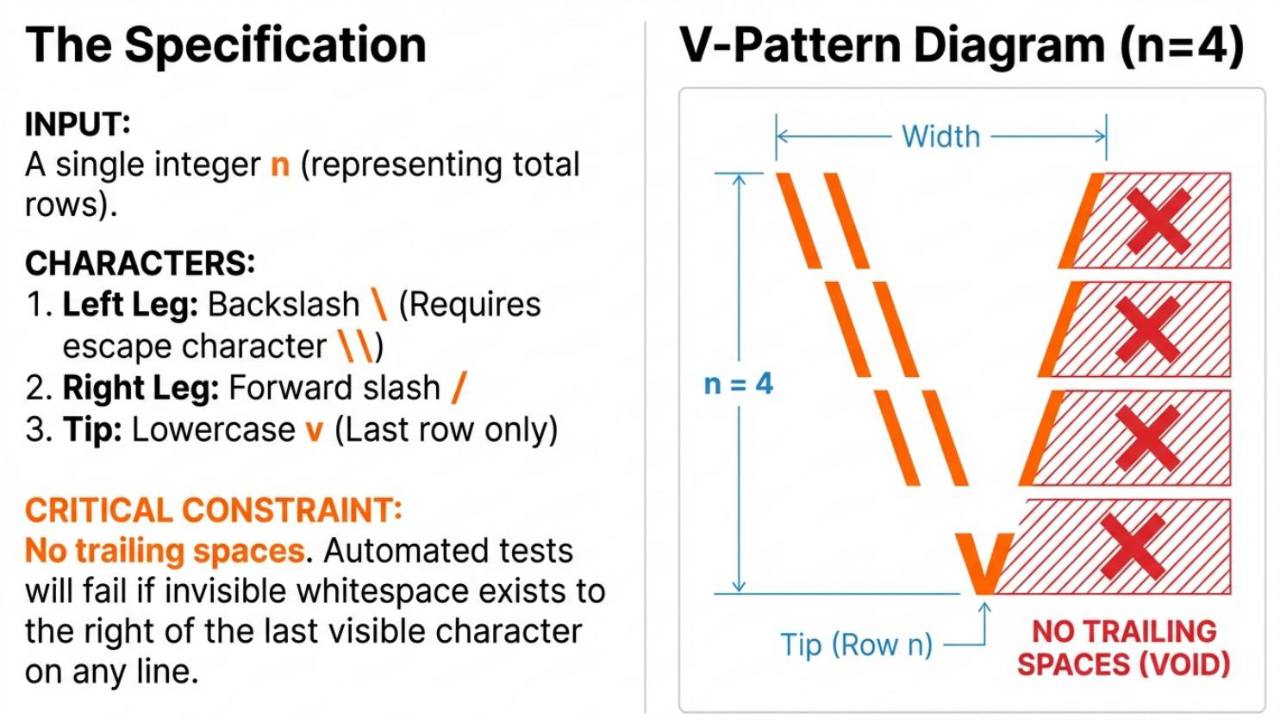 The Specification
INPUT:
A single integer n (representing total
rows).
CHARACTERS:
1. Left Leg: Backslash \ (Requires
escape character \\)
2. Right Leg: Forward slash /
3. Tip: Lowercase v (Last row only)
CRITICAL CONSTRAINT:
No trailing spaces. Automated tests
will fail if invisible whitespace exists to
the right of the last visible character
on any line.
V-Pattern Diagram (n=4)
Width
\\ /
\\ /
n = 4
\\ /
v
Tip (Row n)
NO TRAILING
SPACES (VOID)